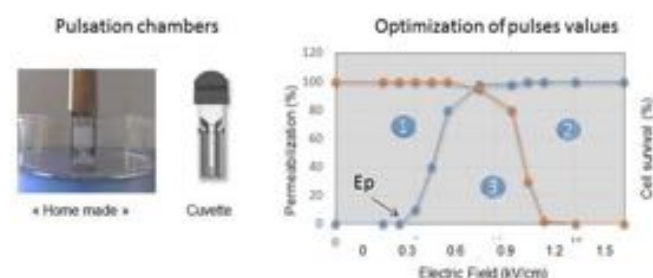 Pulsation chambers
Optimization of pulses values
120
100
80
60
40
20
0
Permeabilization (%)
Cell survival (%)
1
2
3
Ep
« Home made »
Cuvette
0
0.3
0.6
0.9
1.2
1.5
Electric Field (kV/cm)